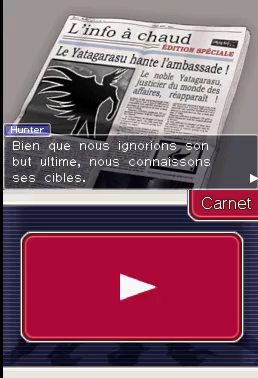 L'info à chaud
ÉDITION SPÉCIALE
Le Yatagarasu hante l'ambassade !
Le noble Yatagarasu,
justicier du monde des
affaires, réapparaît !
Hunter
Bien que nous ignorions son
but ultime, nous connaissons
ses cibles.
Carnet